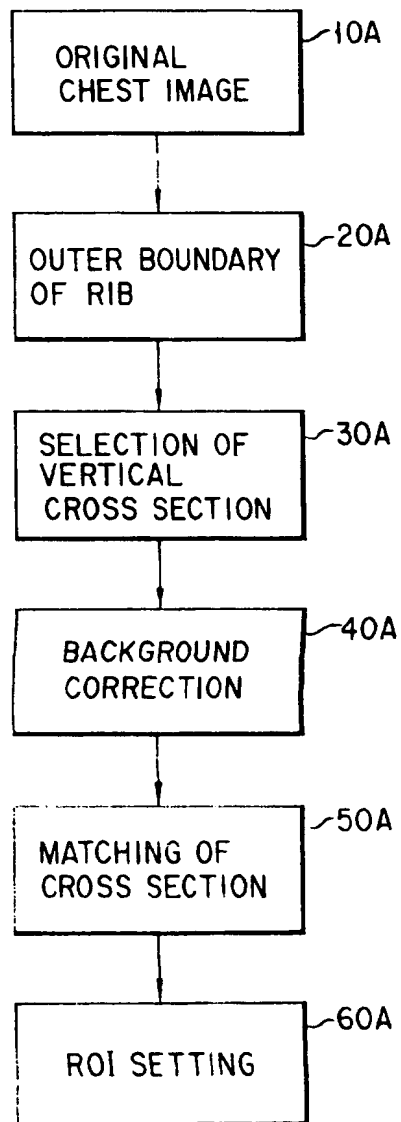 10A
ORIGINAL
CHEST IMAGE
20A
OUTER BOUNDARY
OF RIB
30A
SELECTION OF
VERTICAL
CROSS SECTION
40A
BACKGROUND
CORRECTION
50A
MATCHING OF
CROSS SECTION
60A
ROI SETTING